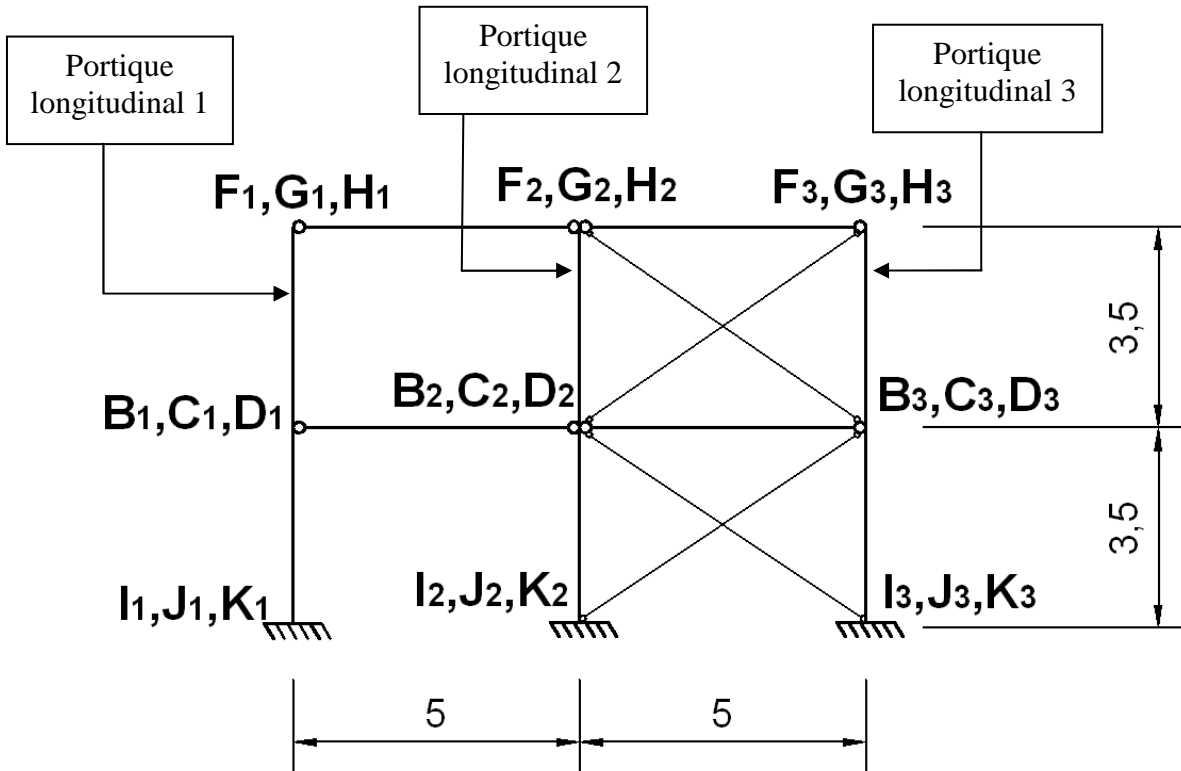 Portique
longitudinal 1
Portique
longitudinal 2
Portique
longitudinal 3
F1,G1,H1
F2,G2,H2
F3,G3,H3
3,5
B1,C1,D1
B2,C2,D2
B3,C3,D3
3,5
I1,J1,K1
I2,J2,K2
I3,J3,K3
5
5